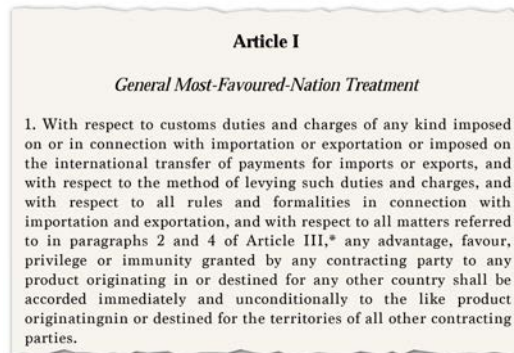 Article I
General Most-Favoured-Nation Treatment
1. With respect to customs duties and charges of any kind imposed
on or in connection with importation or exportation or imposed on
the international transfer of payments for imports or exports, and
with respect to the method of levying such duties and charges, and
with respect to all rules and formalities in connection with
importation and exportation, and with respect to all matters referred
to in paragraphs 2 and 4 of Article III,* any advantage, favour,
privilege or immunity granted by any contracting party to any
product originating in or destined for any other country shall be
accorded immediately and unconditionally to the like product
originatingnin or destined for the territories of all other contracting
parties.